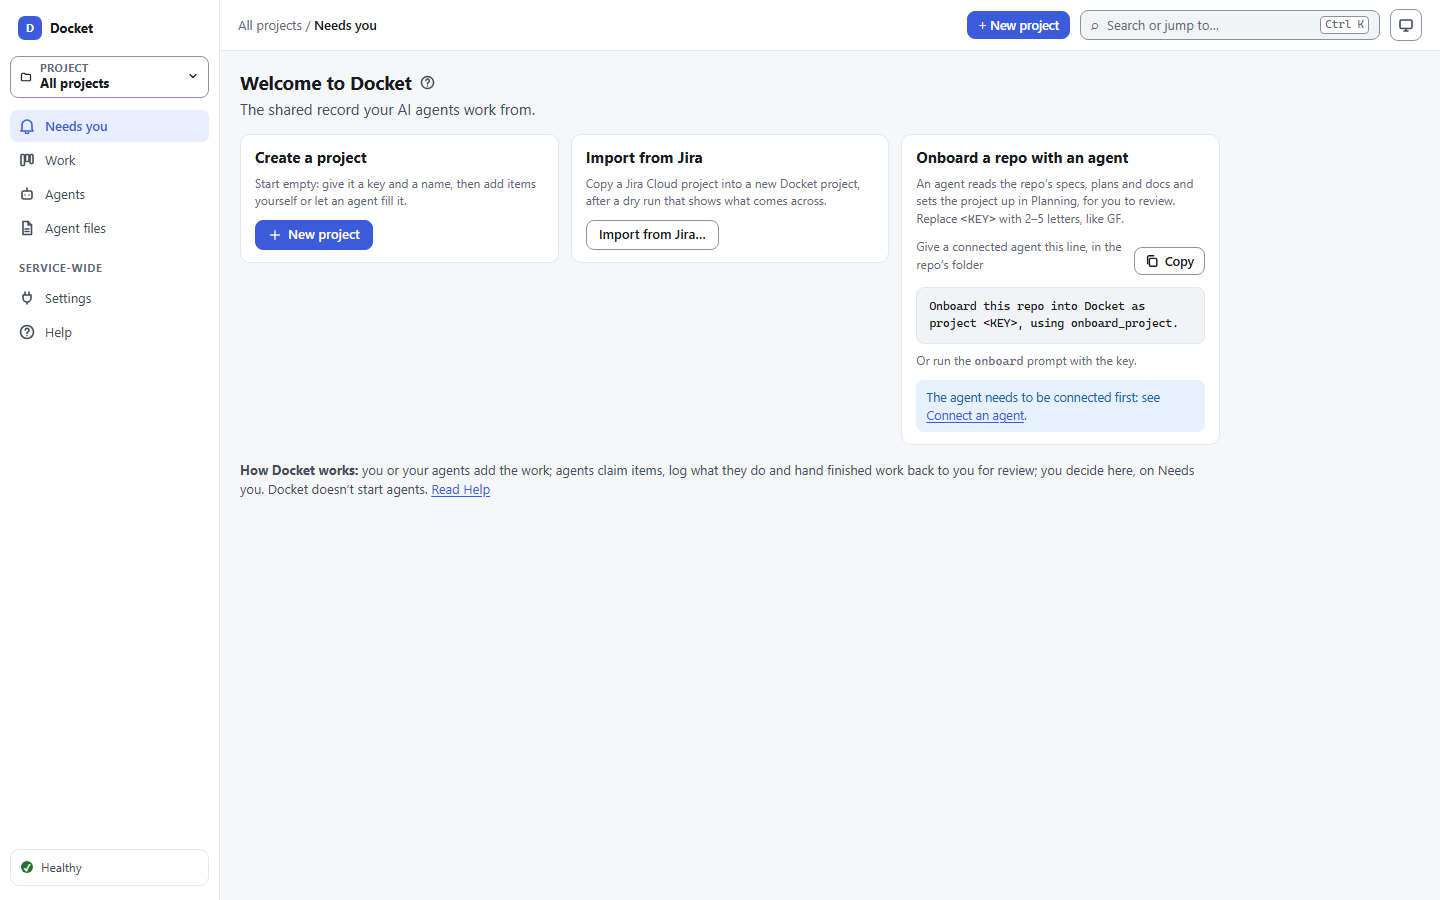 D Docket
PROJECT
All projects
Needs you
Work
Agents
Agent files
SERVICE-WIDE
Settings
Help
Healthy
All projects / Needs you
+ New project
Search or jump to...
Ctrl K
Welcome to Docket
The shared record your AI agents work from.
Create a project
Start empty: give it a key and a name, then add items
yourself or let an agent fill it.
+ New project
Import from Jira
Copy a Jira Cloud project into a new Docket project,
after a dry run that shows what comes across.
Import from Jira...
Onboard a repo with an agent
An agent reads the repo’s specs, plans and docs and
sets the project up in Planning, for you to review.
Replace <KEY> with 2–5 letters, like GF.
Give a connected agent this line, in the
repo’s folder
Copy
Onboard this repo into Docket as
project <KEY>, using onboard_project.
Or run the onboard prompt with the key.
The agent needs to be connected first: see
Connect an agent.
How Docket works: you or your agents add the work; agents claim items, log what they do and hand finished work back to you for review; you decide here, on Needs
you. Docket doesn’t start agents. Read Help